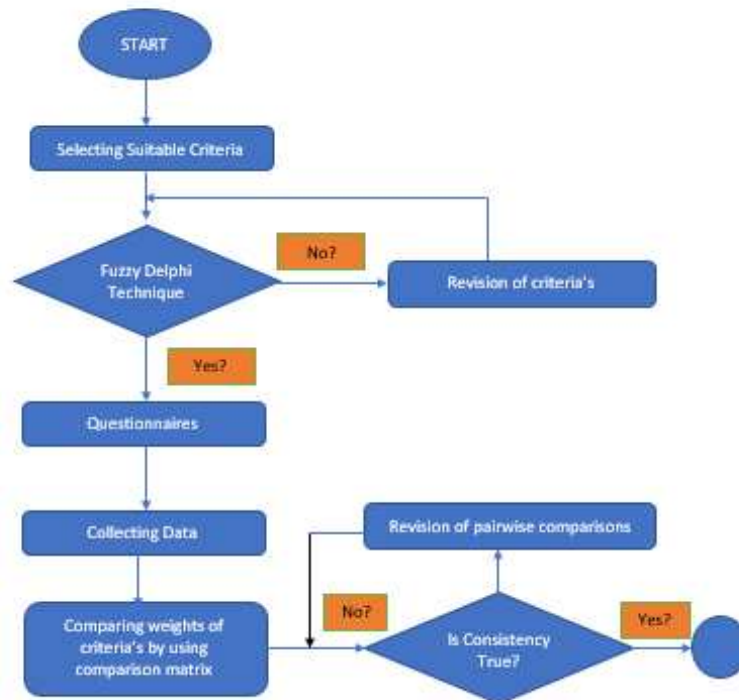 START
Selecting Suitable Criteria
Fuzzy Delphi
Technique
No?
Revision of criteria's
Yes?
Questionnaires
Collecting Data
Revision of pairwise comparisons
Comparing weights of
criteria's by using
comparison matrix
No?
Is Consistency
True?
Yes?